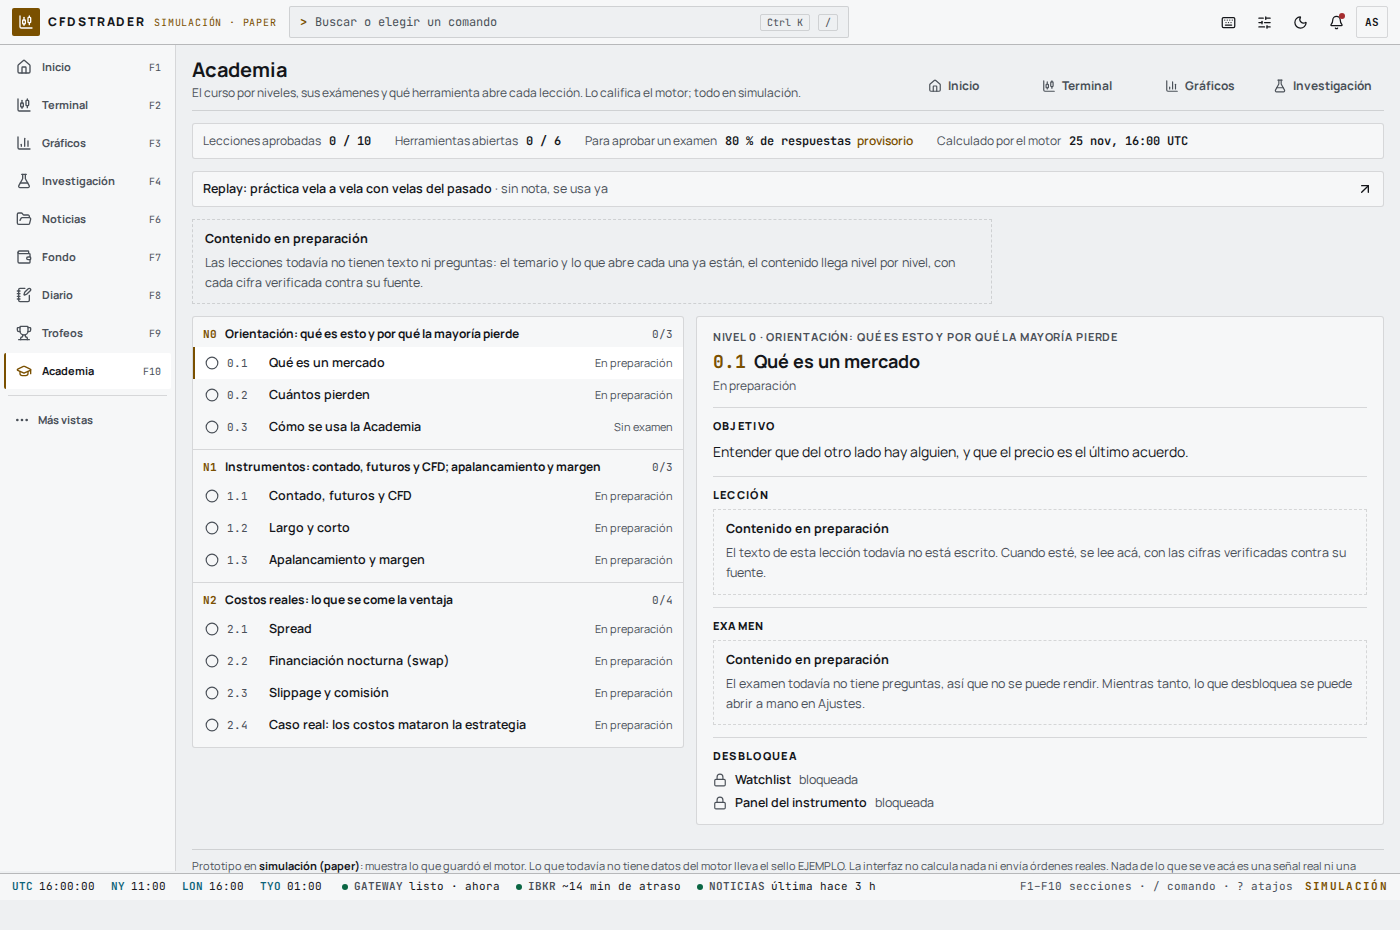 CFDSTRADER SIMULACIÓN · PAPER
> Buscar o elegir un comando
Ctrl K /
AS
Inicio F1
Terminal F2
Gráficos F3
Investigación F4
Noticias F6
Fondo F7
Diario F8
Trofeos F9
Academia F10
Más vistas
Academia
El curso por niveles, sus exámenes y qué herramienta abre cada lección. Lo califica el motor; todo en simulación.
Inicio
Terminal
Gráficos
Investigación
Lecciones aprobadas 0 / 10
Herramientas abiertas 0 / 6
Para aprobar un examen 80 % de respuestas provisorio
Calculado por el motor 25 nov, 16:00 UTC
Replay: práctica vela a vela con velas del pasado · sin nota, se usa ya
Contenido en preparación
Las lecciones todavía no tienen texto ni preguntas: el temario y lo que abre cada una ya están, el contenido llega nivel por nivel, con
cada cifra verificada contra su fuente.
N0 Orientación: qué es esto y por qué la mayoría pierde 0/3
0.1 Qué es un mercado En preparación
0.2 Cuántos pierden En preparación
0.3 Cómo se usa la Academia Sin examen
N1 Instrumentos: contado, futuros y CFD; apalancamiento y margen 0/3
1.1 Contado, futuros y CFD En preparación
1.2 Largo y corto En preparación
1.3 Apalancamiento y margen En preparación
N2 Costos reales: lo que se come la ventaja 0/4
2.1 Spread En preparación
2.2 Financiación nocturna (swap) En preparación
2.3 Slippage y comisión En preparación
2.4 Caso real: los costos mataron la estrategia En preparación
NIVEL 0 · ORIENTACIÓN: QUÉ ES ESTO Y POR QUÉ LA MAYORÍA PIERDE
0.1 Qué es un mercado
En preparación
OBJETIVO
Entender que del otro lado hay alguien, y que el precio es el último acuerdo.
LECCIÓN
Contenido en preparación
El texto de esta lección todavía no está escrito. Cuando esté, se lee acá, con las cifras verificadas contra su
fuente.
EXAMEN
Contenido en preparación
El examen todavía no tiene preguntas, así que no se puede rendir. Mientras tanto, lo que desbloquea se puede
abrir a mano en Ajustes.
DESBLOQUEA
Watchlist bloqueada
Panel del instrumento bloqueada
Prototipo en simulación (paper): muestra lo que guardó el motor. Lo que todavía no tiene datos del motor lleva el sello EJEMPLO. La interfaz no calcula nada ni envía órdenes reales. Nada de lo que se ve acá es una señal real ni una
UTC 16:00:00 NY 11:00 LON 16:00 TYO 01:00 GATEWAY listo · ahora IBKR ~14 min de atraso NOTICIAS última hace 3 h
F1–F10 secciones · / comando · ? atajos SIMULACIÓN